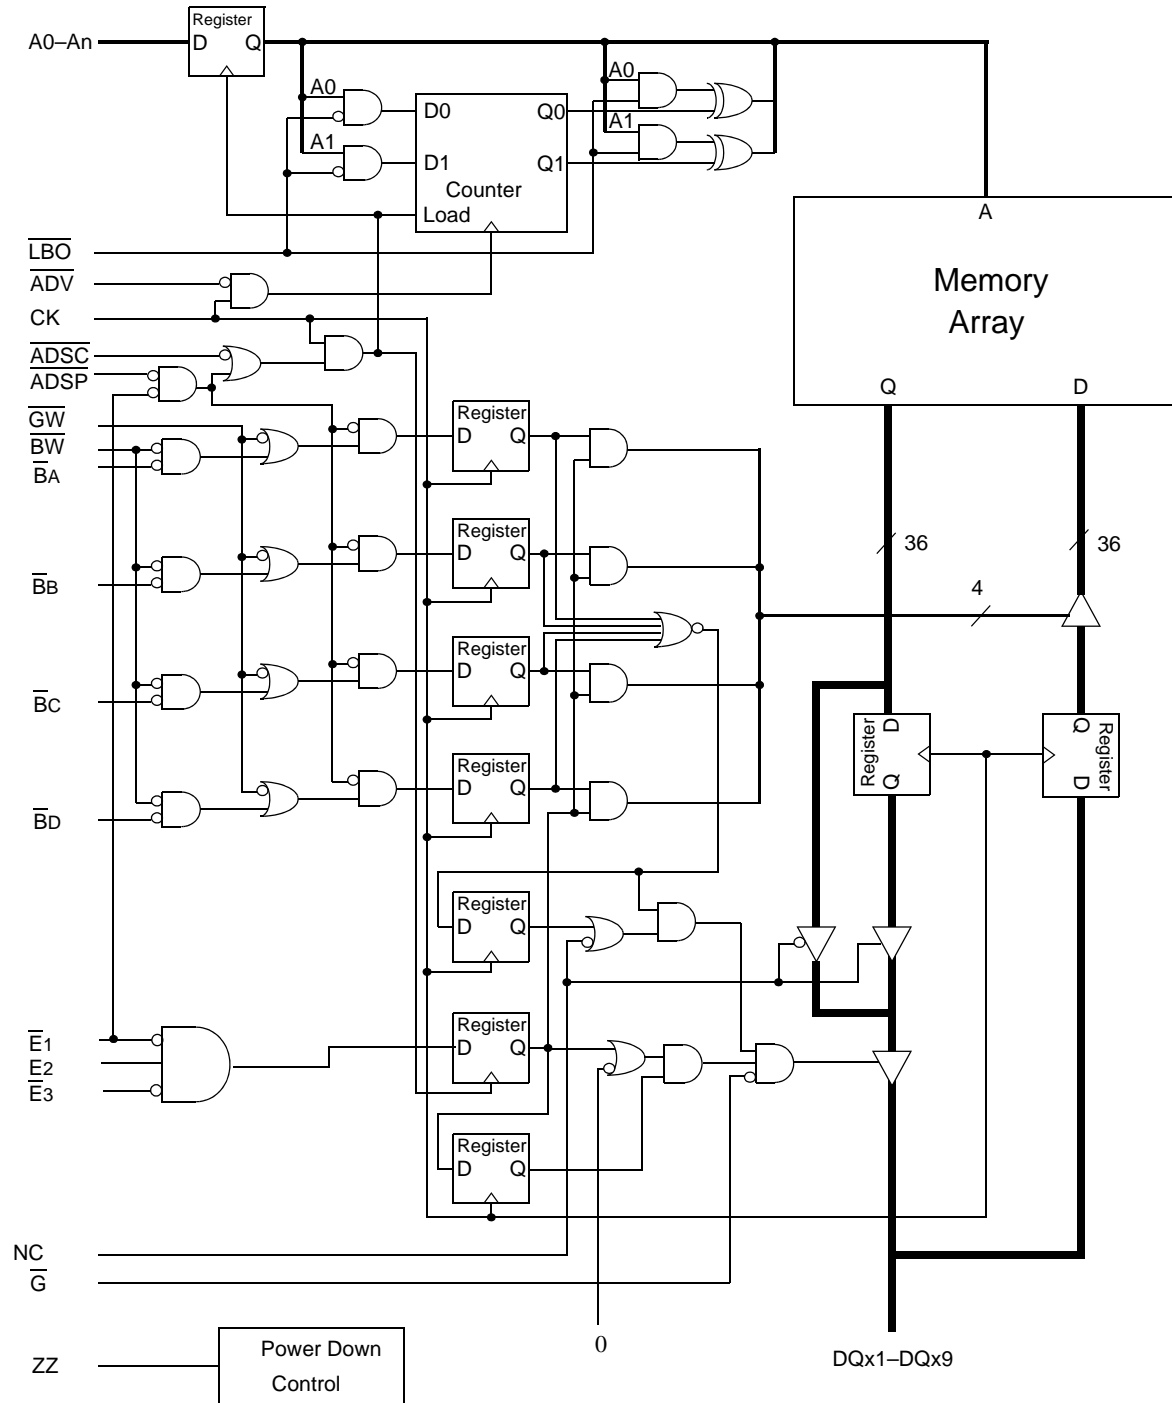 Register
A0–An D Q
A0 A0
D0 Q0
A1 A1
D1 Q1
Counter
Load
A
LBO
ADV
CK
ADSC
ADSP
GW
BW
BA
Memory
Array
Q D
Register
D Q
36 36
Register
D Q
BB
4
Register
D Q
BC
Register
D
Q
Register
Q
D
Register
D Q
BD
Register
D Q
Register
D Q
E1
E2
E3
Register
D Q
NC
G
0
DQx1–DQx9
ZZ
Power Down
Control